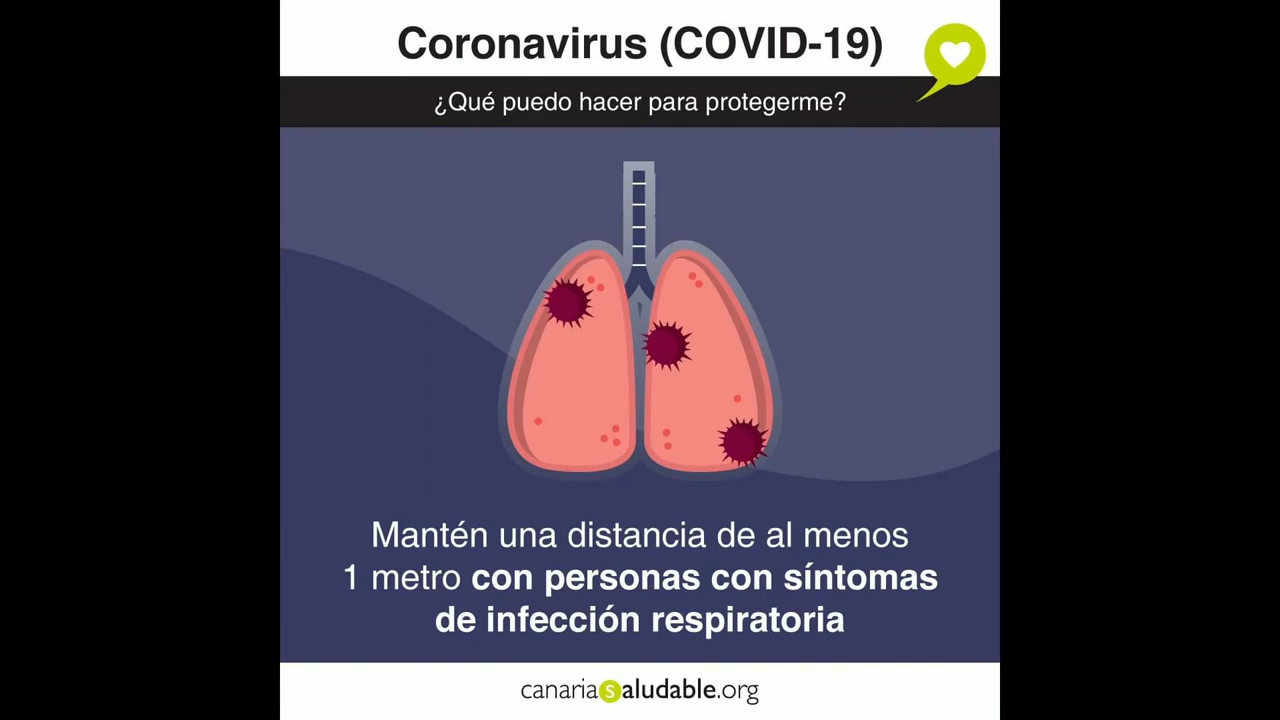 Coronavirus (COVID-19)
¿Qué puedo hacer para protegerme?
Mantén una distancia de al menos
1 metro con personas con síntomas
de infección respiratoria
canariasaludable.org